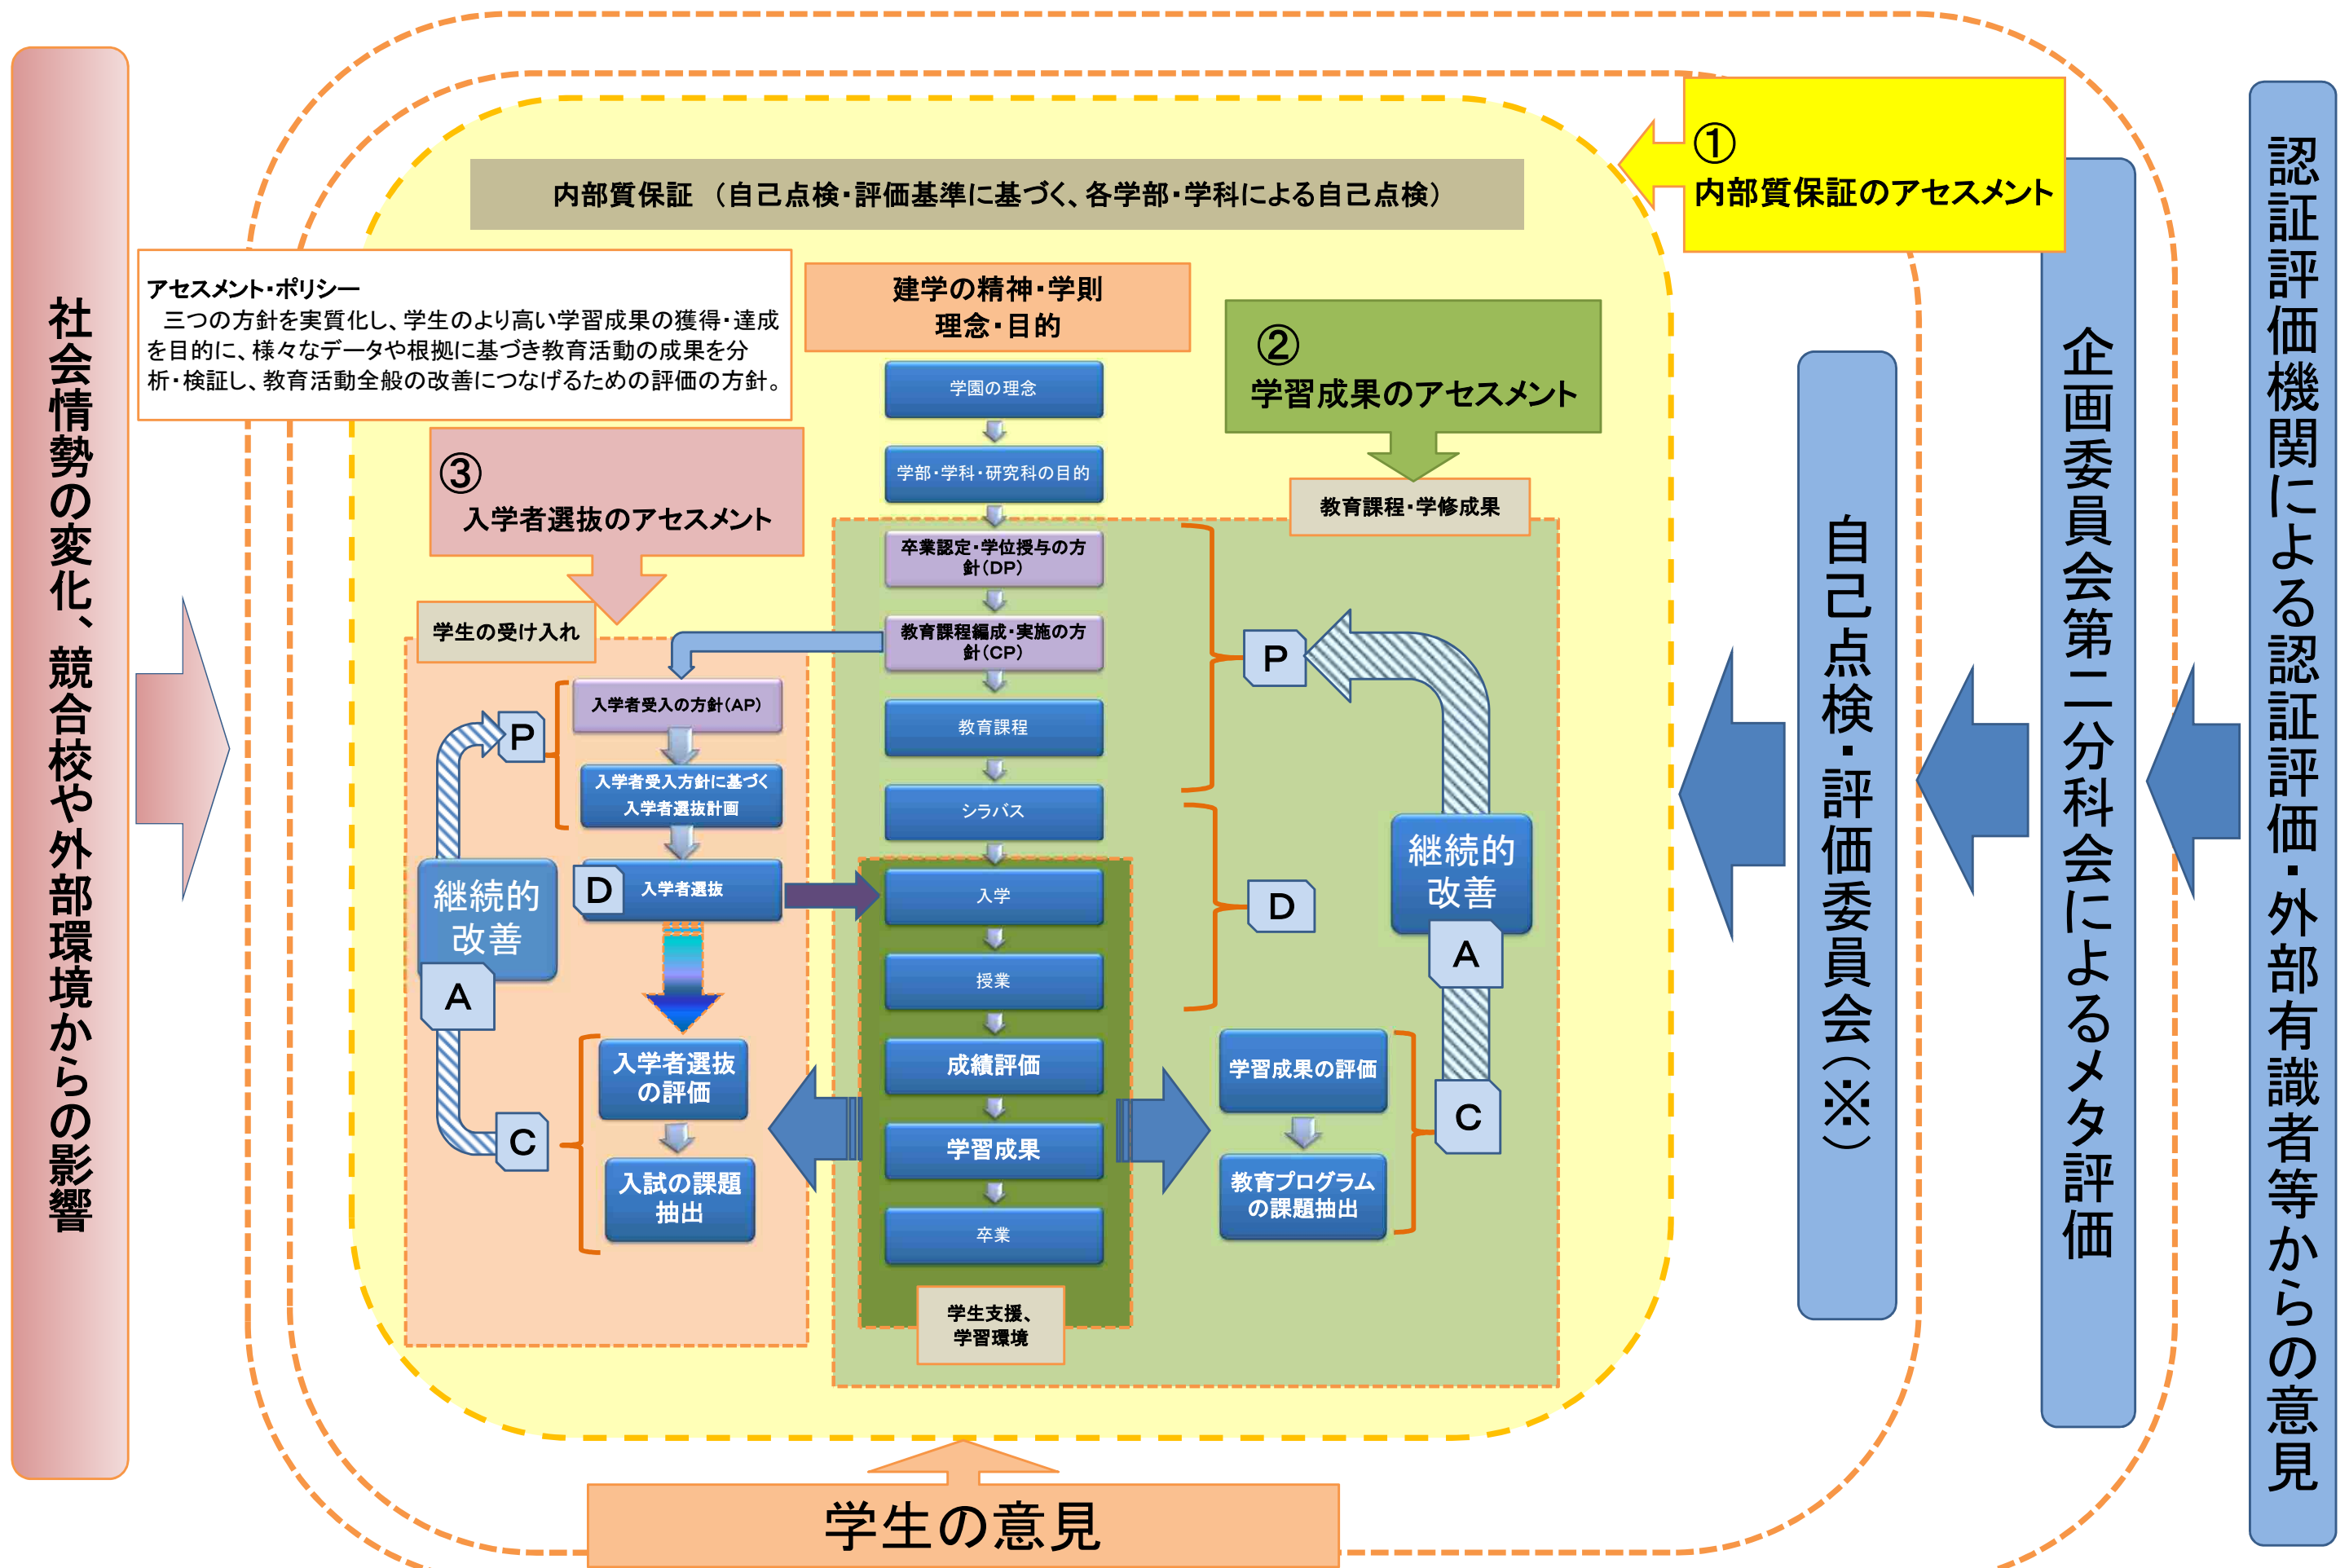 社会情勢の変化、競合校や外部環境からの影響
内部質保証 （自己点検・評価基準に基づく、各学部・学科による自己点検）
①
内部質保証のアセスメント
アセスメント・ポリシー
三つの方針を実質化し、学生のより高い学習成果の獲得・達成
を目的に、様々なデータや根拠に基づき教育活動の成果を分
析・検証し、教育活動全般の改善につなげるための評価の方針。
建学の精神・学則
理念・目的
②
学習成果のアセスメント
③
入学者選抜のアセスメント
学園の理念
学部・学科・研究科の目的
教育課程・学修成果
卒業認定・学位授与の方
針（DP）
教育課程編成・実施の方
針（CP）
教育課程
シラバス
入学
授業
成績評価
学習成果
卒業
学生支援、
学習環境
学生の受け入れ
入学者受入の方針（AP）
入学者受入方針に基づく
入学者選抜計画
入学者選抜
入学者選抜
の評価
入試の課題
抽出
P
D
C
A
継続的
改善
P
D
継続的
改善
A
C
学習成果の評価
教育プログラム
の課題抽出
自己点検・評価委員会（※）
企画委員会第二分科会によるメタ評価
認証評価機関による認証評価・外部有識者等からの意見
学生の意見